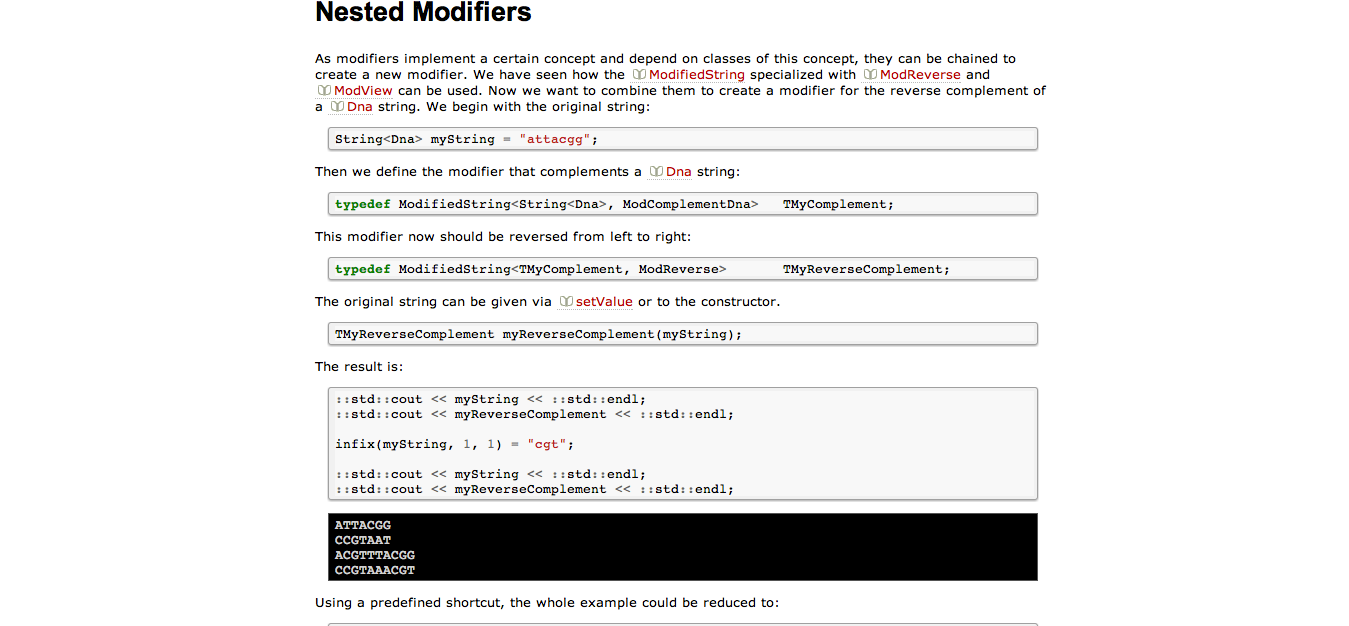 Nested Modifiers
As modifiers implement a certain concept and depend on classes of this concept, they can be chained to
create a new modifier. We have seen how the ModifiedString specialized with ModReverse and
ModView can be used. Now we want to combine them to create a modifier for the reverse complement of
a Dna string. We begin with the original string:
String<Dna> myString = "attacgg";
Then we define the modifier that complements a Dna string:
typedef ModifiedString<String<Dna>, ModComplementDna>   TMyComplement;
This modifier now should be reversed from left to right:
typedef ModifiedString<TMyComplement, ModReverse>       TMyReverseComplement;
The original string can be given via setValue or to the constructor.
TMyReverseComplement myReverseComplement(myString);
The result is:
::std::cout << myString << ::std::endl;
::std::cout << myReverseComplement << ::std::endl;
infix(myString, 1, 1) = "cgt";
::std::cout << myString << ::std::endl;
::std::cout << myReverseComplement << ::std::endl;
ATTACGG
CCGTAAT
ACGTTTACGG
CCGTAAACGT
Using a predefined shortcut, the whole example could be reduced to: